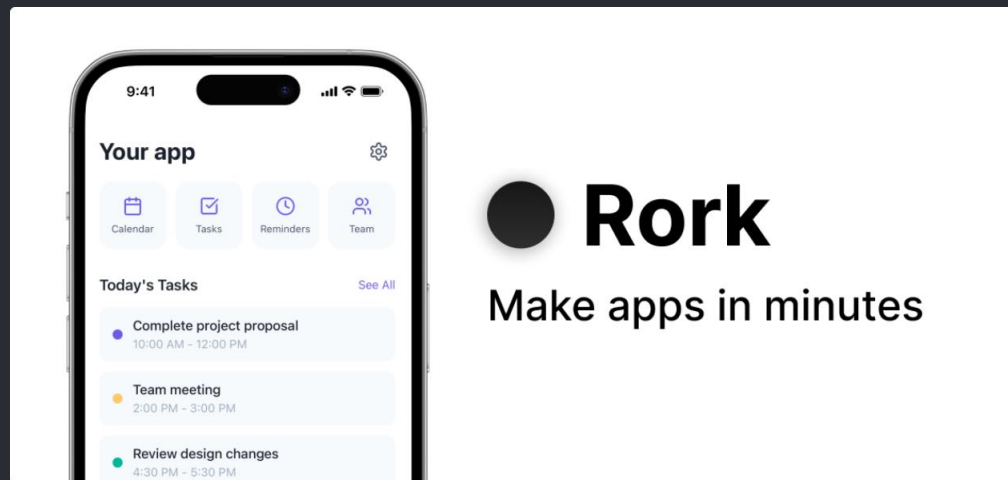 9:41
Your app
Calendar Tasks Reminders Team
Today's Tasks See All
Complete project proposal
10:00 AM - 12:00 PM
Team meeting
2:00 PM - 3:00 PM
Review design changes
4:30 PM - 5:30 PM
Rork
Make apps in minutes